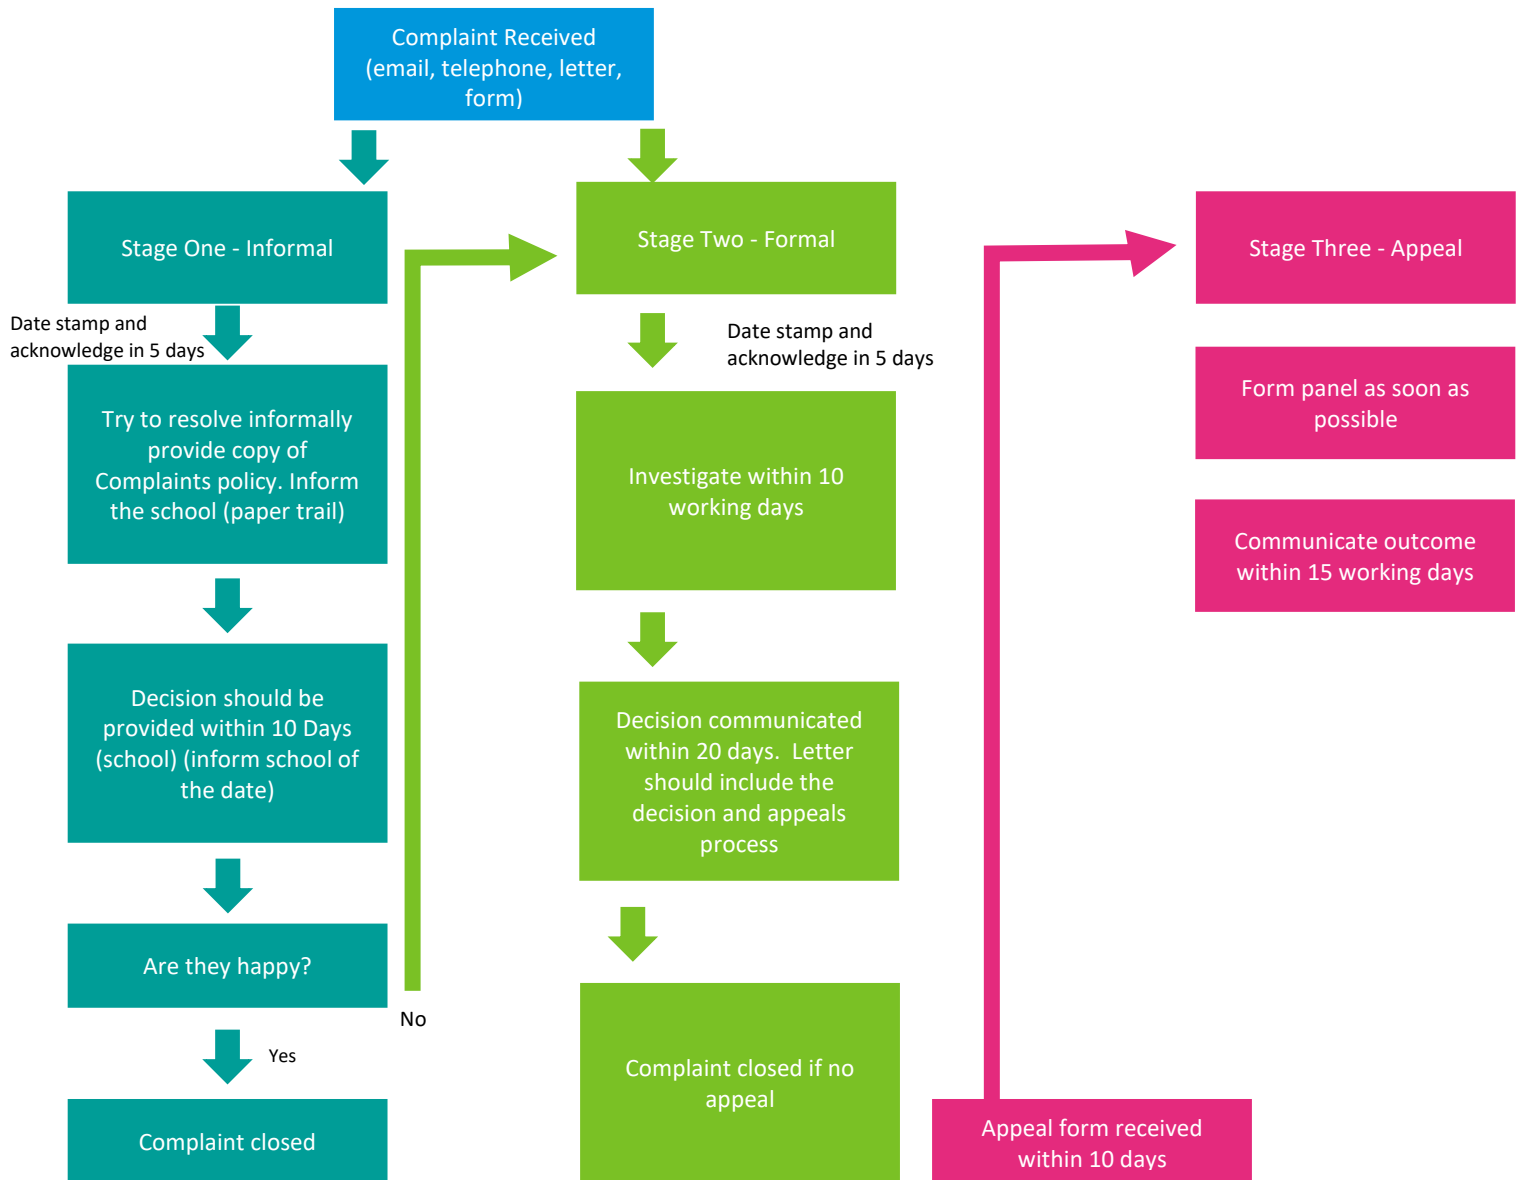 Complaint Received
(email, telephone, letter,
form)
Stage One - Informal
Date stamp and
acknowledge in 5 days
Try to resolve informally
provide copy of
Complaints policy. Inform
the school (paper trail)
Decision should be
provided within 10 Days
(school) (inform school of
the date)
Are they happy?
No
Yes
Complaint closed
Stage Two - Formal
Date stamp and
acknowledge in 5 days
Investigate within 10
working days
Decision communicated
within 20 days.  Letter
should include the
decision and appeals
process
Complaint closed if no
appeal
Appeal form received
within 10 days
Stage Three - Appeal
Form panel as soon as
possible
Communicate outcome
within 15 working days